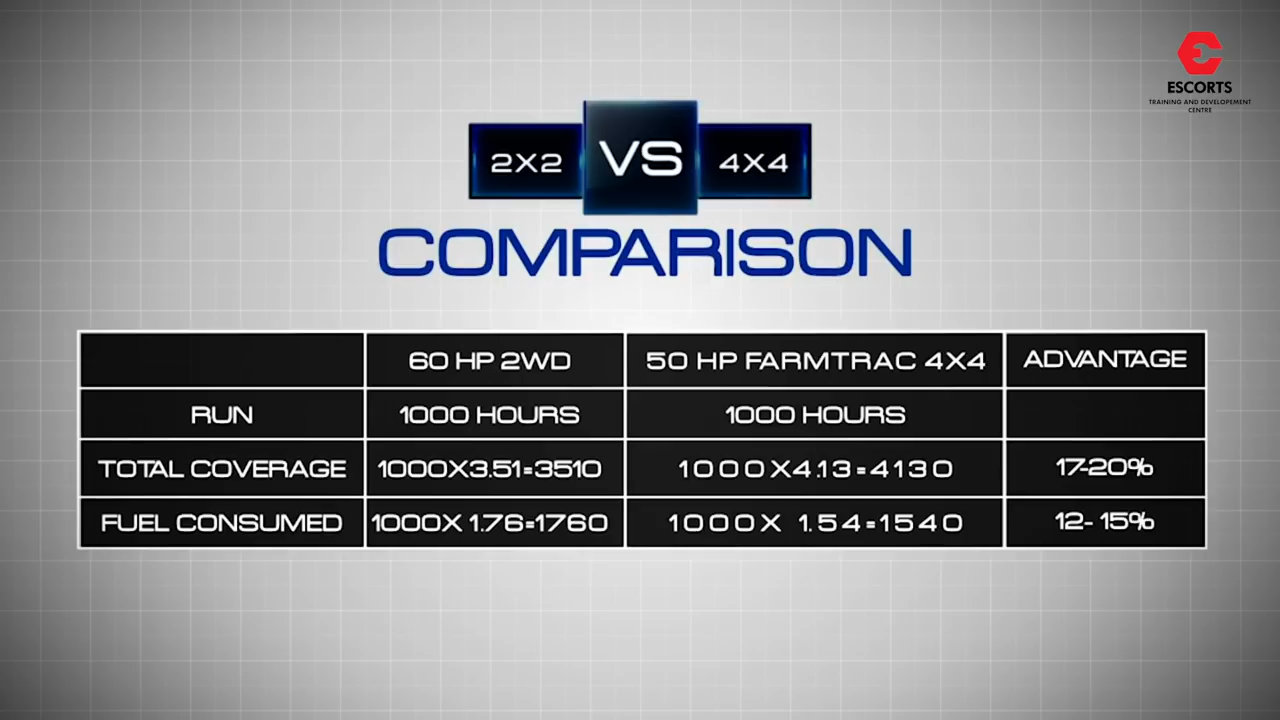 ESCORTS
TRAINING AND DEVELOPEMENT
CENTRE
2X2 VS 4X4
COMPARISON
60 HP 2WD 50 HP FARMTRAC 4X4 ADVANTAGE
RUN 1000 HOURS 1000 HOURS
TOTAL COVERAGE 1000X3.51=3510 1000X4.13=4130 17-20%
FUEL CONSUMED 1000X 1.76=1760 1000X 1.54=1540 12- 15%